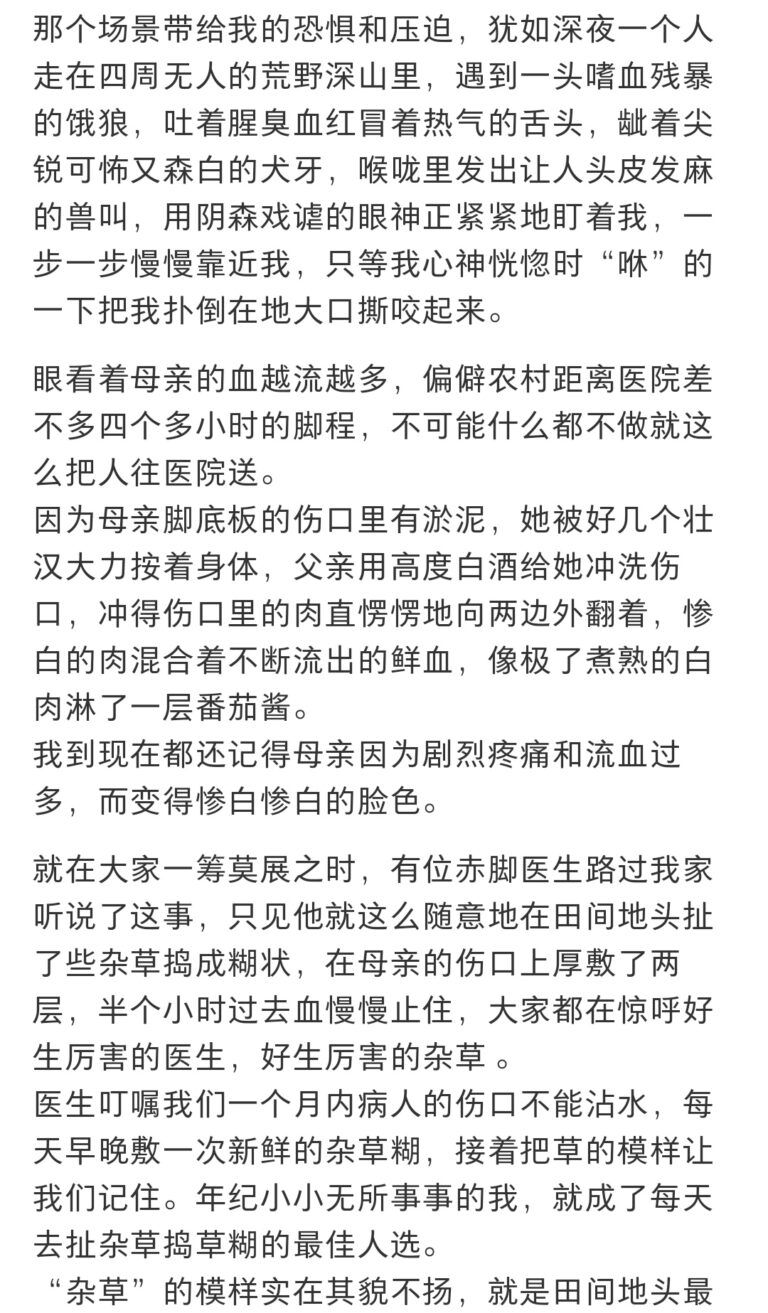 那个场景带给我的恐惧和压迫，犹如深夜一个人
走在四周无人的荒野深山里，遇到一头嗜血残暴
的饿狼，吐着腥臭血红冒着热气的舌头，龇着尖
锐可怖又森白的犬牙，喉咙里发出让人头皮发麻
的兽叫，用阴森戏谑的眼神正紧紧地盯着我，一
步一步慢慢靠近我，只等我心神恍惚时“咻”的
一下把我扑倒在地大口撕咬起来。
眼看着母亲的血越流越多，偏僻农村距离医院差
不多四个多小时的脚程，不可能什么都不做就这
么把人往医院送。
因为母亲脚底板的伤口里有淤泥，她被好几个壮
汉大力按着身体，父亲用高度白酒给她冲洗伤
口，冲得伤口里的肉直愣愣地向两边外翻着，惨
白的肉混合着不断流出的鲜血，像极了煮熟的白
肉淋了一层番茄酱。
我到现在都还记得母亲因为剧烈疼痛和流血过
多，而变得惨白惨白的脸色。
就在大家一筹莫展之时，有位赤脚医生路过我家
听说了这事，只见他就这么随意地在田间地头扯
了些杂草捣成糊状，在母亲的伤口上厚敷了两
层，半个小时过去血慢慢止住，大家都在惊呼好
生厉害的医生，好生厉害的杂草 。
医生叮嘱我们一个月内病人的伤口不能沾水，每
天早晚敷一次新鲜的杂草糊，接着把草的模样让
我们记住。年纪小小无所事事的我，就成了每天
去扯杂草捣草糊的最佳人选。
“杂草”的模样实在其貌不扬，就是田间地头最